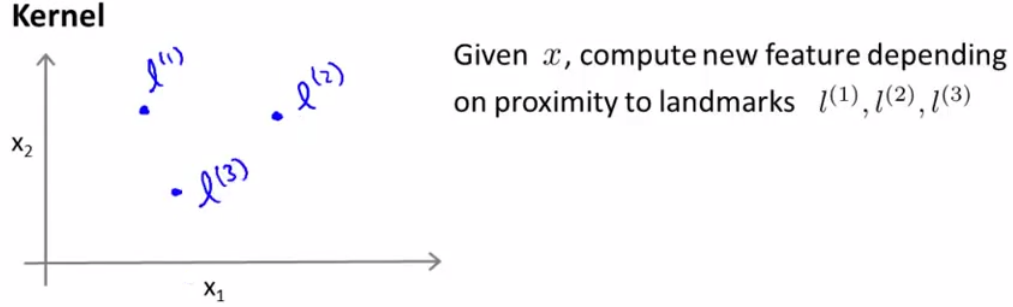 Kernel
l⁽¹⁾
l⁽²⁾
l⁽³⁾
x₂
x₁
Given x, compute new feature depending
on proximity to landmarks l⁽¹⁾, l⁽²⁾, l⁽³⁾